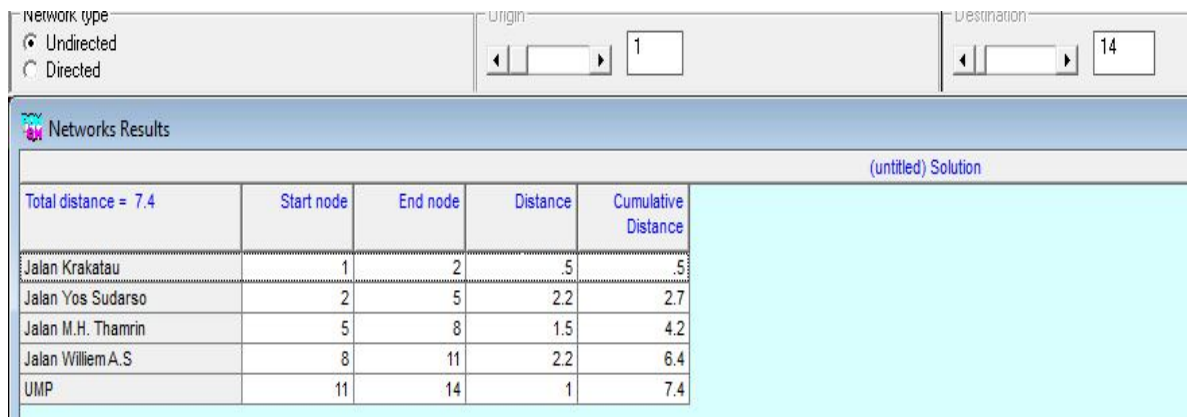 Network type
Origin
Destination
Undirected
Directed
1
14
Networks Results
(untitled) Solution
Total distance = 7.4 Start node End node Distance Cumulative Distance
Jalan Krakatau 1 2 .5 .5
Jalan Yos Sudarso 2 5 2.2 2.7
Jalan M.H. Thamrin 5 8 1.5 4.2
Jalan Williem A.S 8 11 2.2 6.4
UMP 11 14 1 7.4